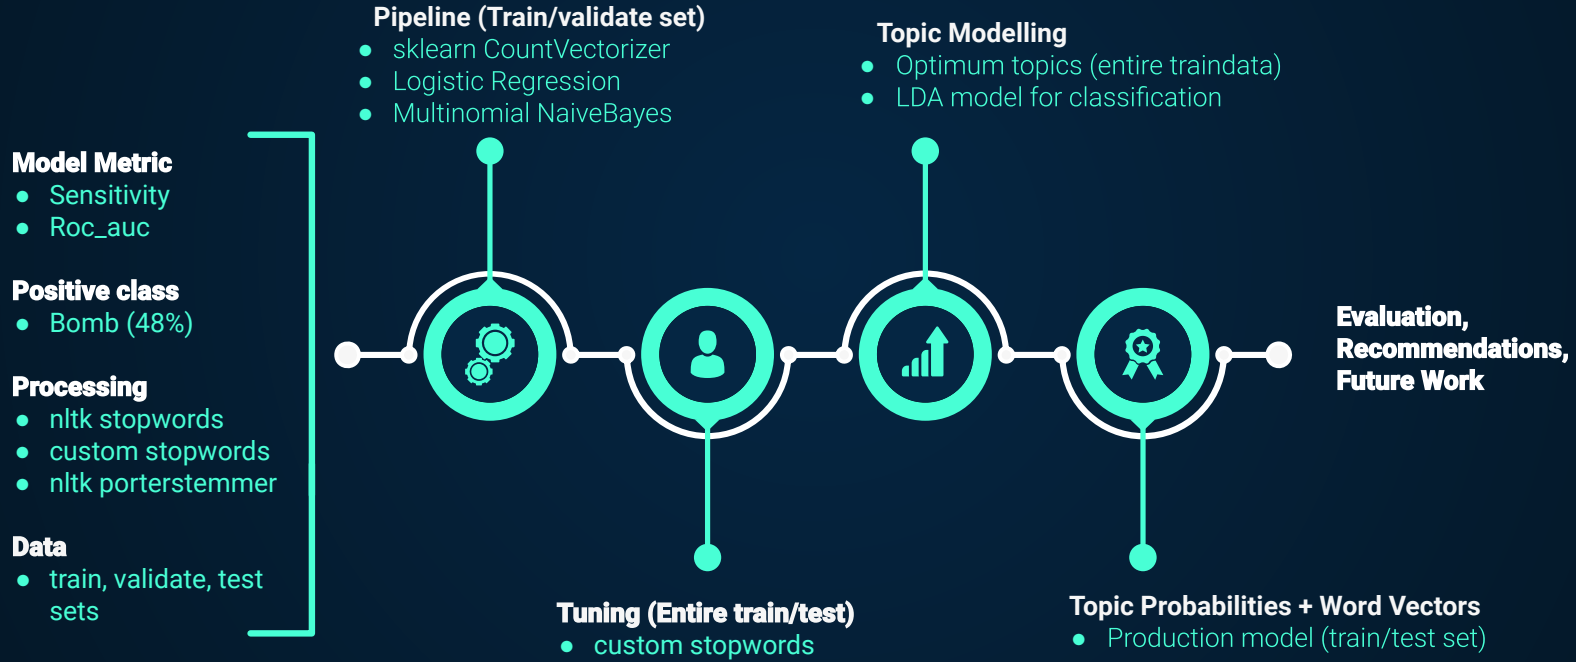 Model Metric
● Sensitivity
● Roc_auc
Positive class
● Bomb (48%)
Processing
● nltk stopwords
● custom stopwords
● nltk porterstemmer
Data
● train, validate, test
sets
Pipeline (Train/validate set)
● sklearn CountVectorizer
● Logistic Regression
● Multinomial NaiveBayes
Tuning (Entire train/test)
● custom stopwords
Topic Modelling
● Optimum topics (entire traindata)
● LDA model for classification
Topic Probabilities + Word Vectors
● Production model (train/test set)
Evaluation,
Recommendations,
Future Work